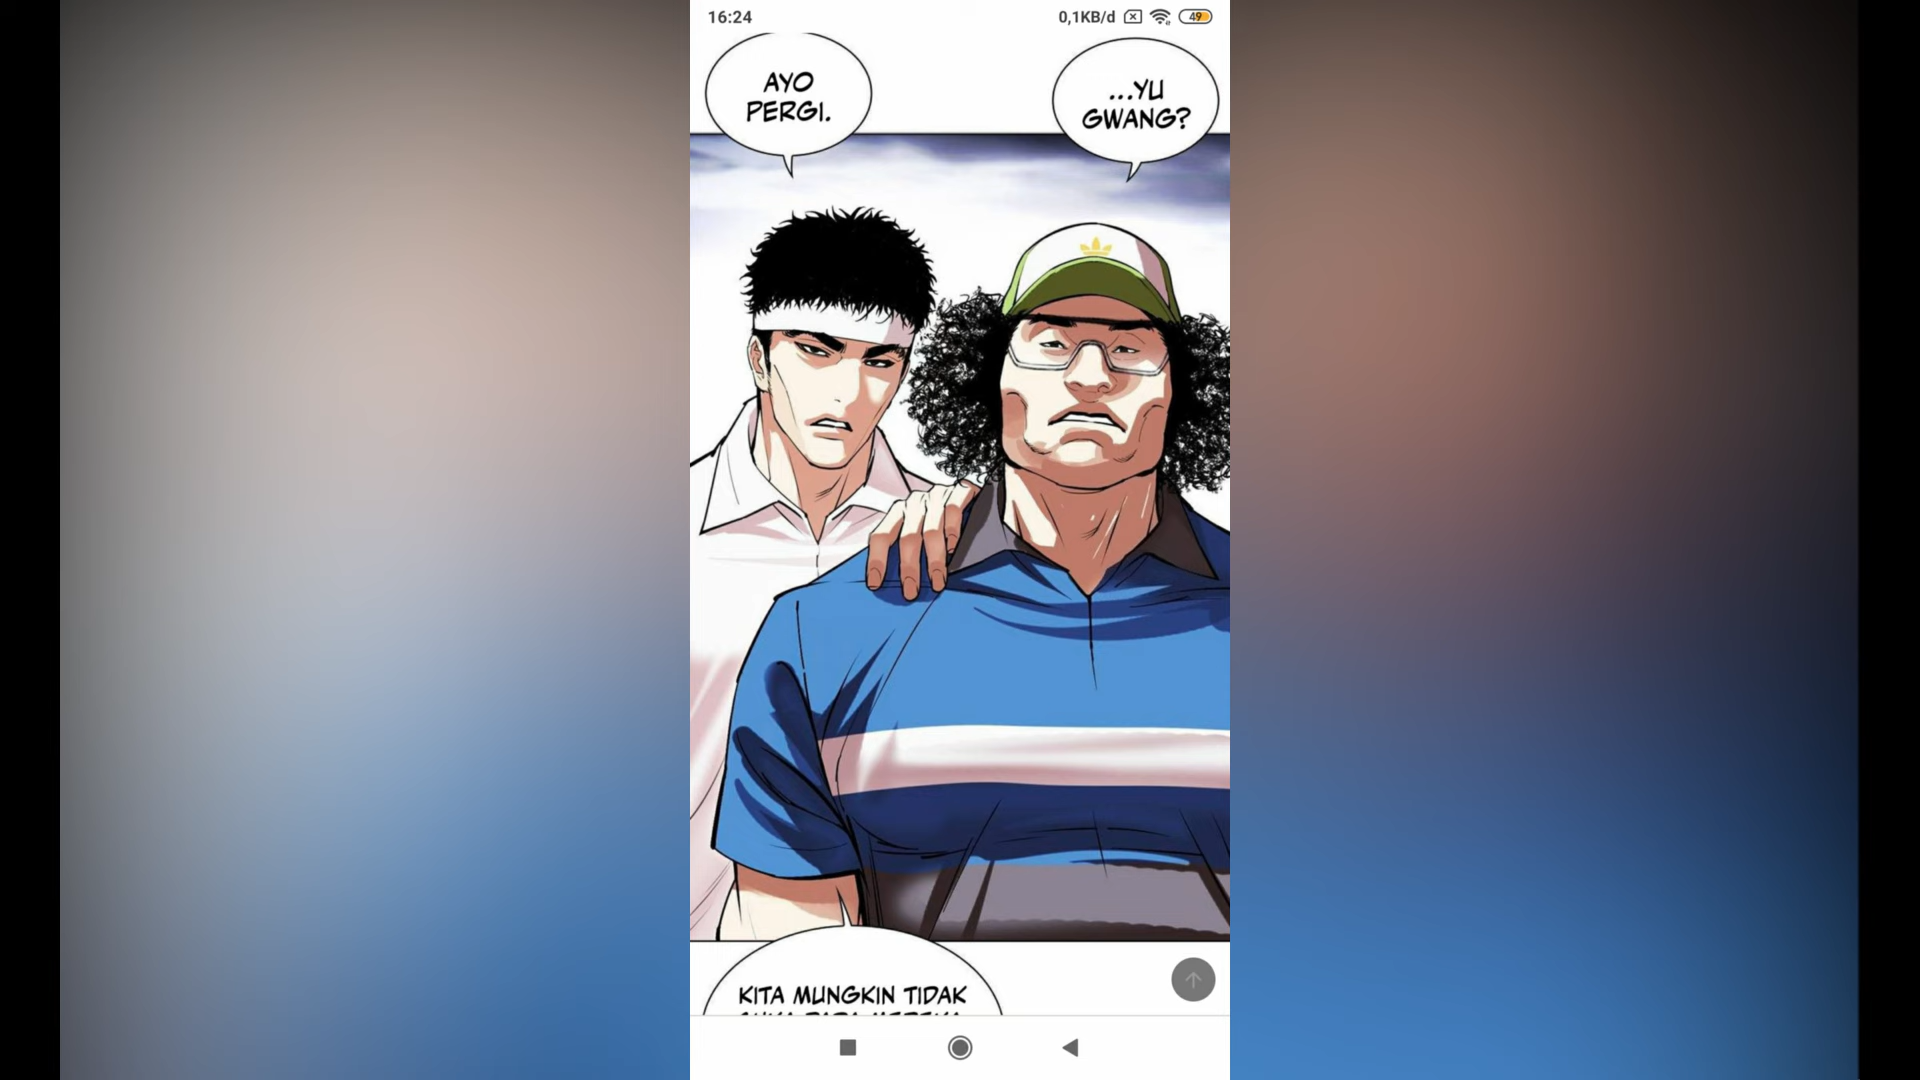 16:24
0,1KB/d
49
AYO
PERGI.
...YU
GWANG?
KITA MUNGKIN TIDAK